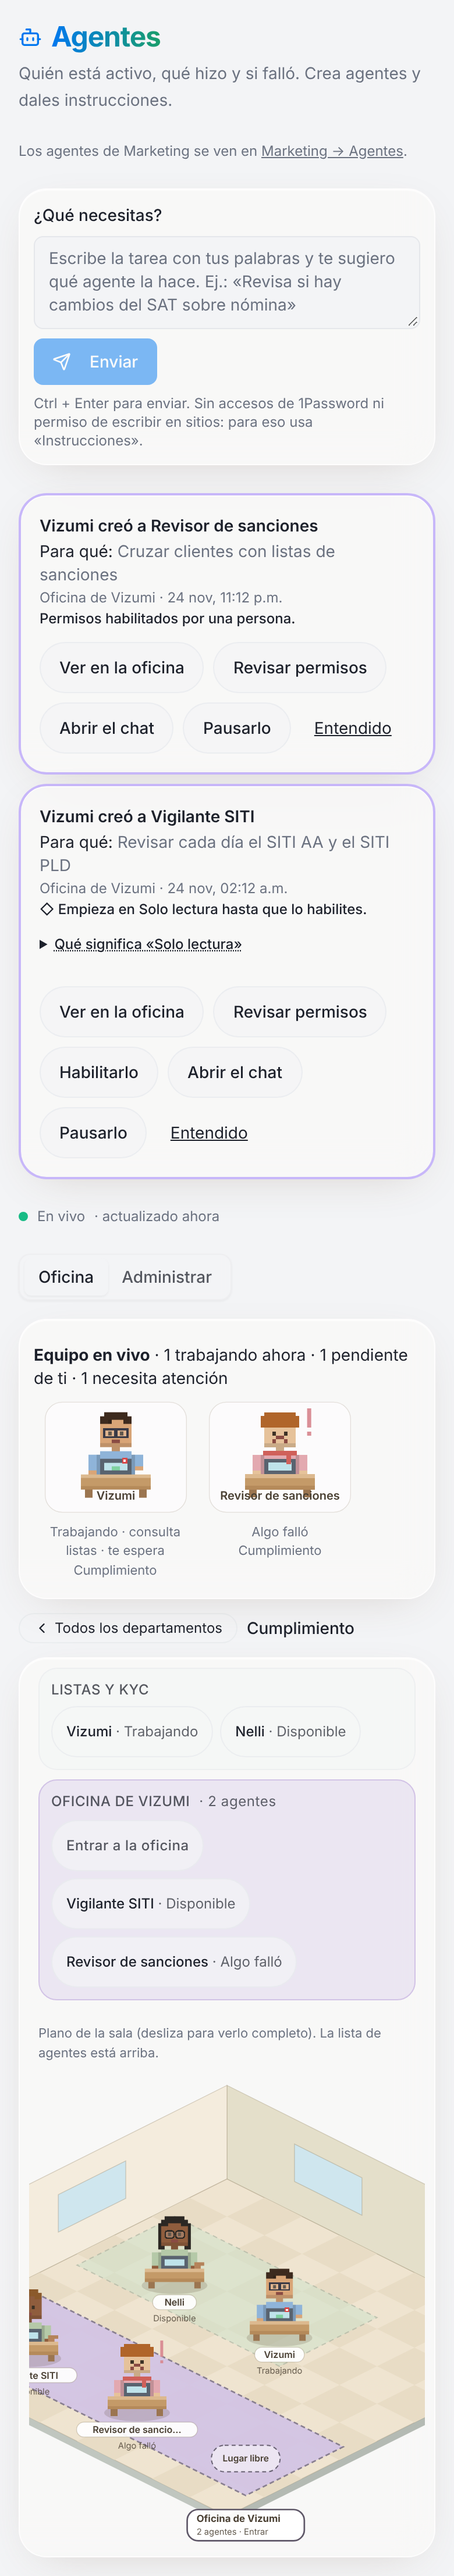 Agentes
Quién está activo, qué hizo y si falló. Crea agentes y
dales instrucciones.
Los agentes de Marketing se ven en Marketing → Agentes.
¿Qué necesitas?
Escribe la tarea con tus palabras y te sugiero
qué agente la hace. Ej.: «Revisa si hay
cambios del SAT sobre nómina»
Enviar
Ctrl + Enter para enviar. Sin accesos de 1Password ni
permiso de escribir en sitios: para eso usa
«Instrucciones».
Vizumi creó a Revisor de sanciones
Para qué: Cruzar clientes con listas de
sanciones
Oficina de Vizumi · 24 nov, 11:12 p.m.
Permisos habilitados por una persona.
Ver en la oficina Revisar permisos
Abrir el chat Pausarlo Entendido
Vizumi creó a Vigilante SITI
Para qué: Revisar cada día el SITI AA y el SITI
PLD
Oficina de Vizumi · 24 nov, 02:12 a.m.
◇ Empieza en Solo lectura hasta que lo habilites.
▶ Qué significa «Solo lectura»
Ver en la oficina Revisar permisos
Habilitarlo Abrir el chat
Pausarlo Entendido
En vivo · actualizado ahora
Oficina Administrar
Equipo en vivo · 1 trabajando ahora · 1 pendiente
de ti · 1 necesita atención
Vizumi Revisor de sanciones
Trabajando · consulta
listas · te espera
Cumplimiento
Algo falló
Cumplimiento
Todos los departamentos Cumplimiento
LISTAS Y KYC
Vizumi · Trabajando Nelli · Disponible
OFICINA DE VIZUMI · 2 agentes
Entrar a la oficina
Vigilante SITI · Disponible
Revisor de sanciones · Algo falló
Plano de la sala (desliza para verlo completo). La lista de
agentes está arriba.
Nelli
Disponible
Vizumi
Trabajando
te SITI
nible
Revisor de sancio...
Algo falló
Lugar libre
Oficina de Vizumi
2 agentes · Entrar